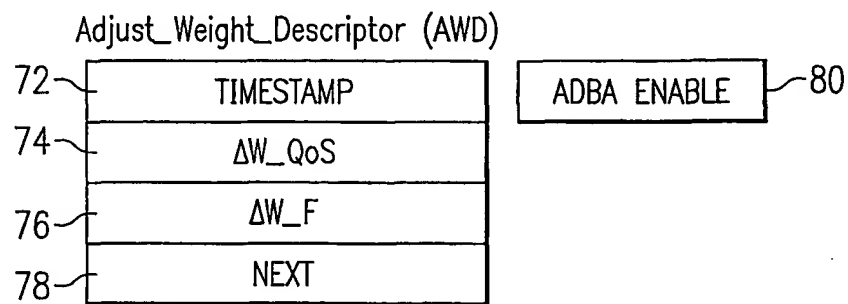 Adjust_Weight_Descriptor (AWD)
72 TIMESTAMP ADBA ENABLE 80
74 ΔW_QoS
76 ΔW_F
78 NEXT